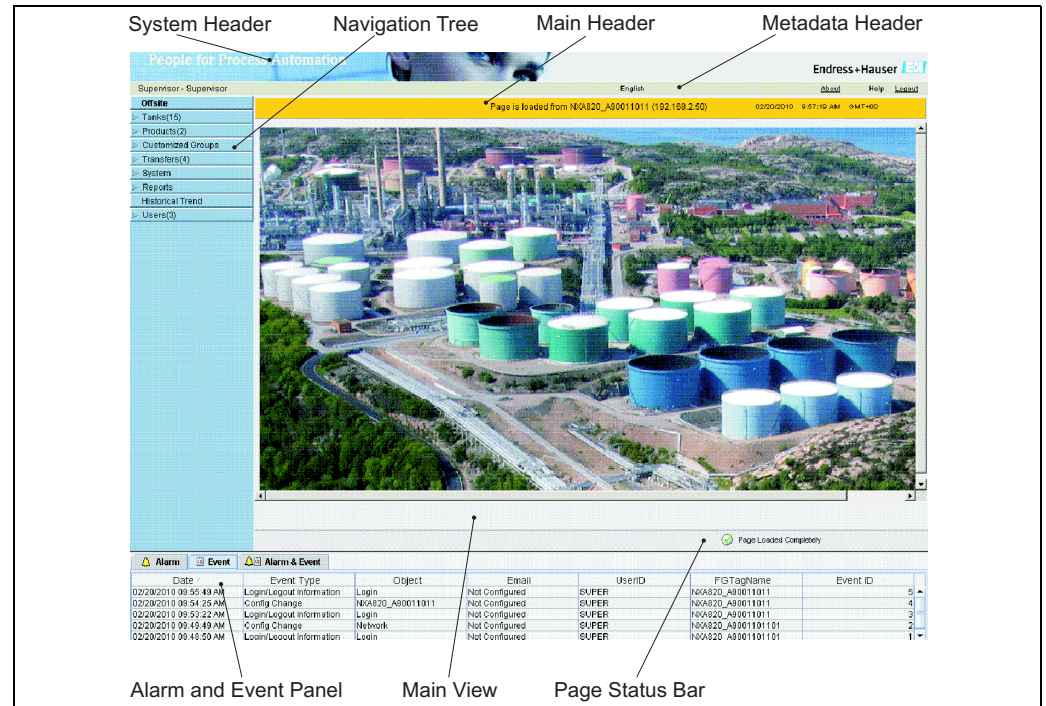 System Header Navigation Tree Main Header Metadata Header
People for Process Automation
Endress+Hauser EH
Supervisor - Supervisor English About Help Logout
Offsite
Page is loaded from NXA820_A90011011 (192.168.2.50) 02/20/2010 9:57:19 AM GMT+00
Tanks(15)
Products(2)
Customized Groups
Transfers(4)
System
Reports
Historical Trend
Users(3)
Page Loaded Completely
Alarm Event Alarm & Event
Date Event Type Object Email UserID FGTagName Event ID
02/20/2010 09:55:49 AM Login/Logout Information Login Not Configured SUPER NXA820_A90011011 5
02/20/2010 09:54:25 AM Config Change NXA820_A90011011 Not Configured SUPER NXA820_A90011011 4
02/20/2010 09:53:22 AM Login/Logout Information Login Not Configured SUPER NXA820_A90011011 3
02/20/2010 09:49:49 AM Config Change Network Not Configured SUPER NXA820_A9001101101 2
02/20/2010 09:48:50 AM Login/Logout Information Login Not Configured SUPER NXA820_A9001101101 1
Alarm and Event Panel Main View Page Status Bar